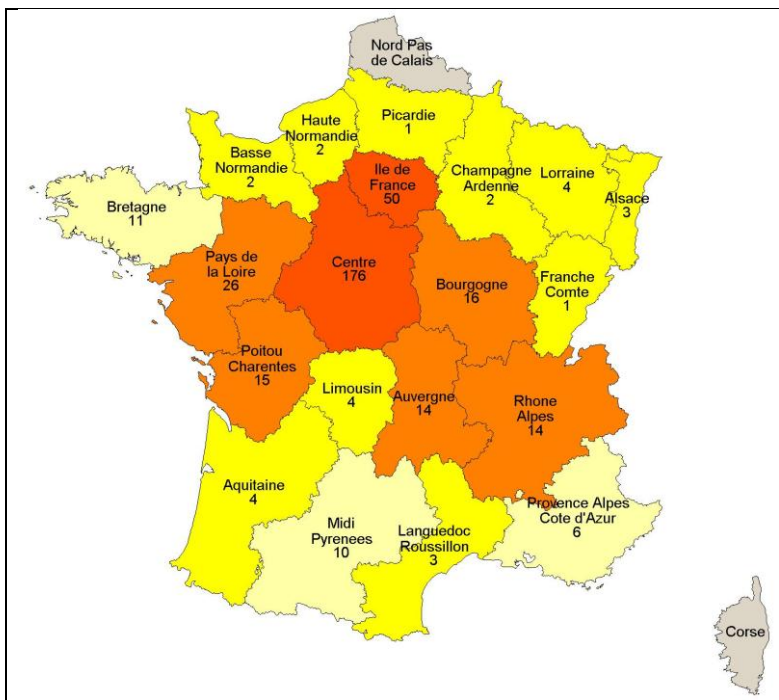 Nord Pas
de Calais
Picardie
1
Haute
Normandie
2
Basse
Normandie
2
Ile de
France
50
Champagne
Ardenne
2
Lorraine
4
Alsace
3
Bretagne
11
Pays de
la Loire
26
Centre
176
Bourgogne
16
Franche
Comte
1
Poitou
Charentes
15
Limousin
4
Auvergne
14
Rhone
Alpes
14
Aquitaine
4
Midi
Pyrenees
10
Languedoc
Roussillon
3
Provence Alpes
Cote d'Azur
6
Corse